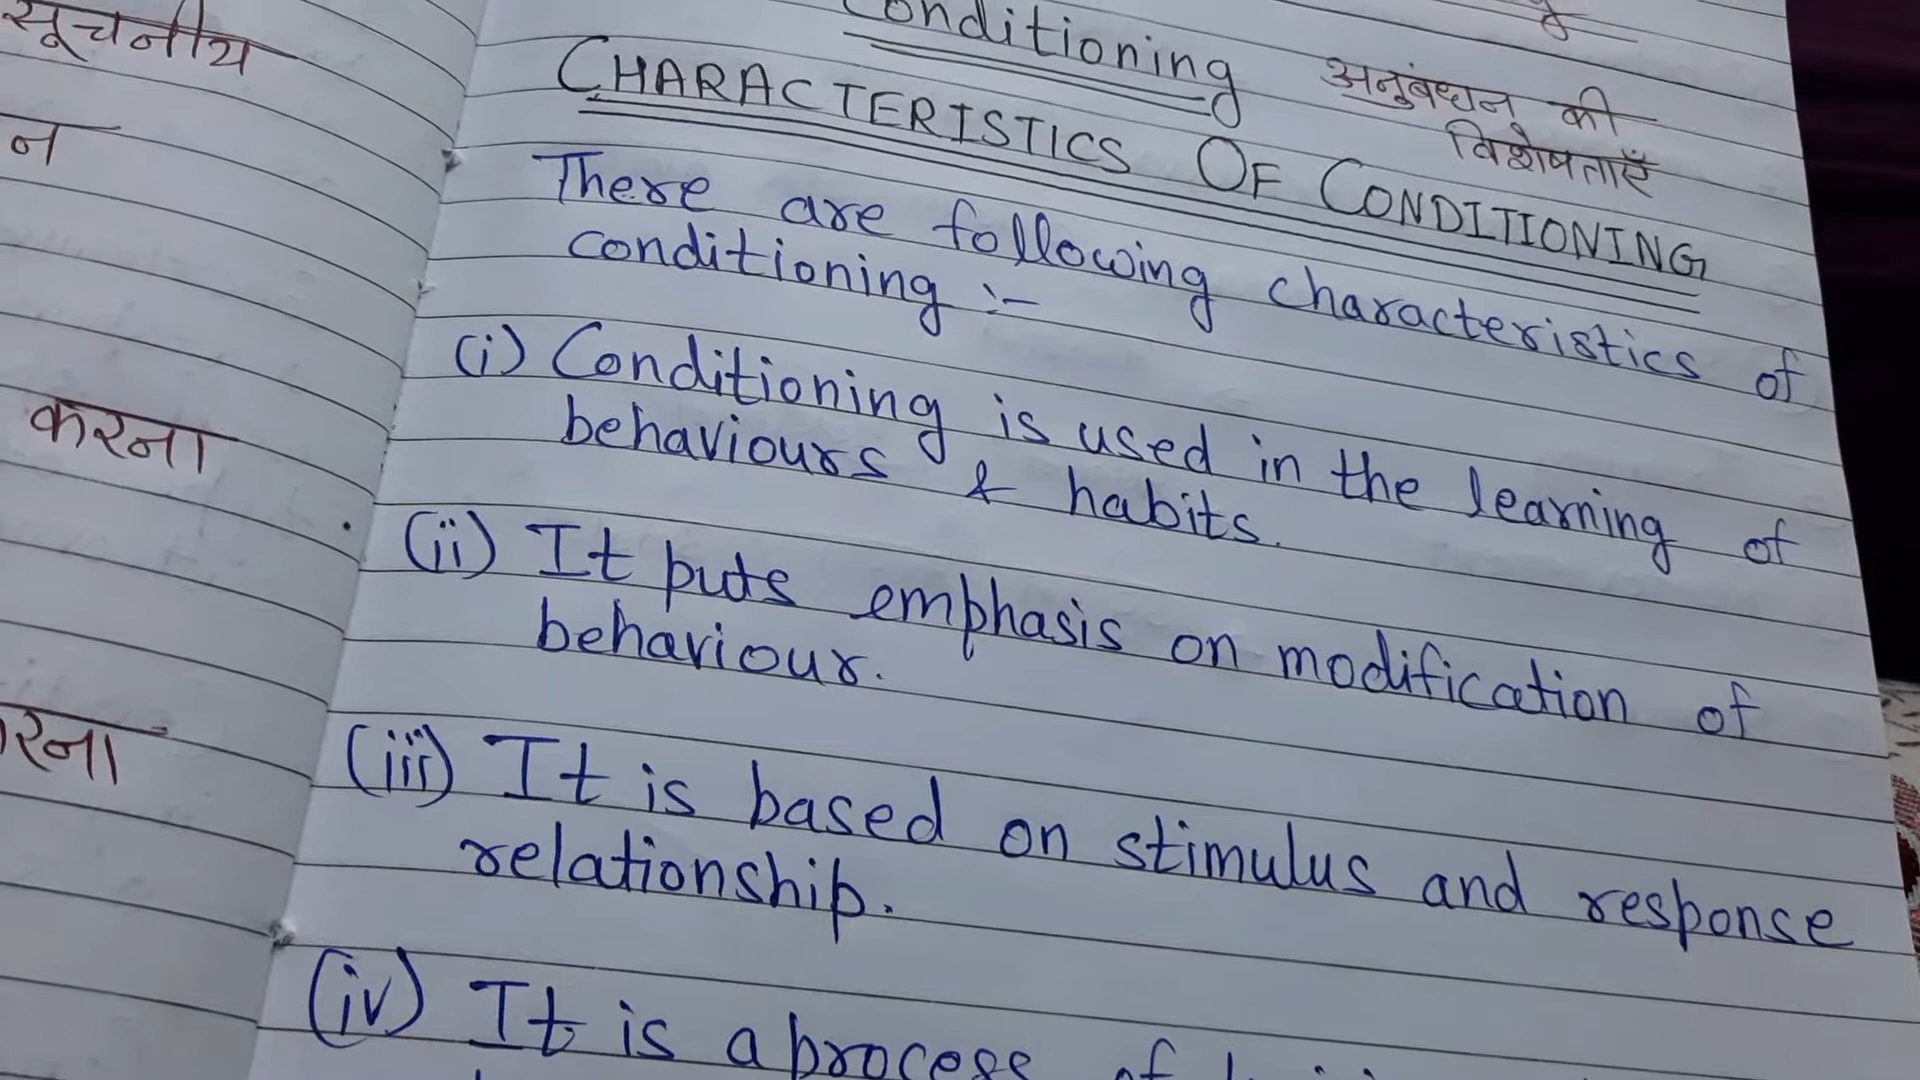 सूचनीय
न
करना
रना
Conditioning
अनुबंधन की
विशेषताएँ
CHARACTERISTICS OF CONDITIONING
There are following characteristics of
conditioning :-
(i) Conditioning is used in the learning of
behaviours & habits.
(ii) It puts emphasis on modification of
behaviour.
(iii) It is based on stimulus and response
relationship.
(iv) It is a process of